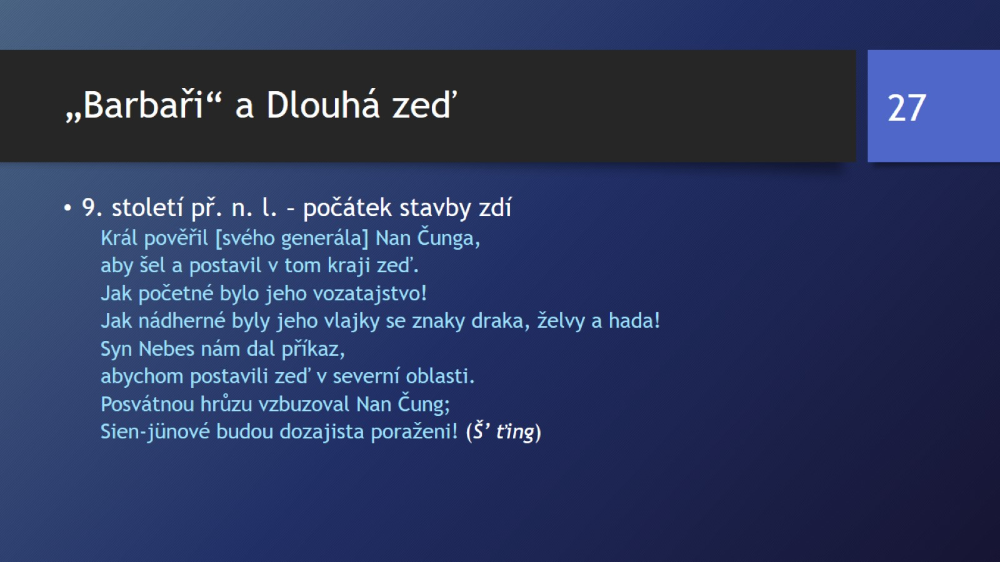 „Barbaři“ a Dlouhá zeď
27
• 9. století př. n. l. – počátek stavby zdí
Král pověřil [svého generála] Nan Čunga,
aby šel a postavil v tom kraji zeď.
Jak početné bylo jeho vozatajstvo!
Jak nádherné byly jeho vlajky se znaky draka, želvy a hada!
Syn Nebes nám dal příkaz,
abychom postavili zeď v severní oblasti.
Posvátnou hrůzu vzbuzoval Nan Čung;
Sien-jünové budou dozajista poraženi! (Š’ ťing)